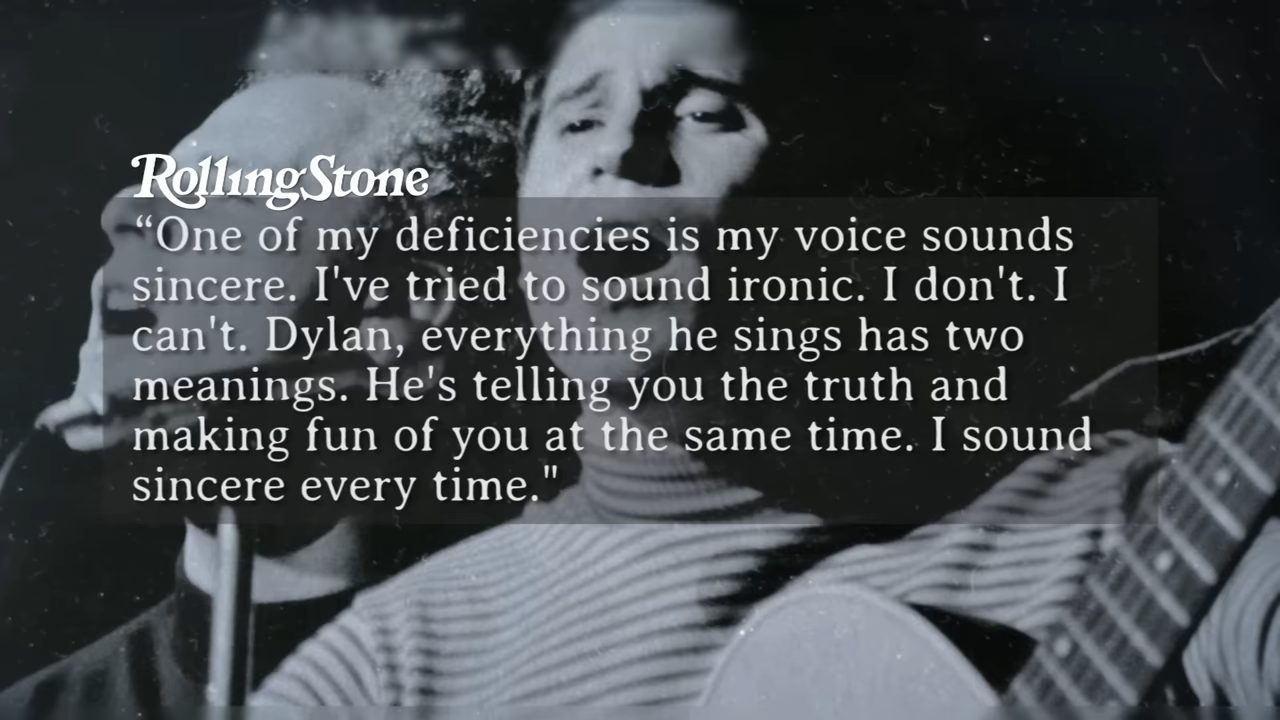 RollingStone
“One of my deficiencies is my voice sounds
sincere. I've tried to sound ironic. I don't. I
can't. Dylan, everything he sings has two
meanings. He's telling you the truth and
making fun of you at the same time. I sound
sincere every time."